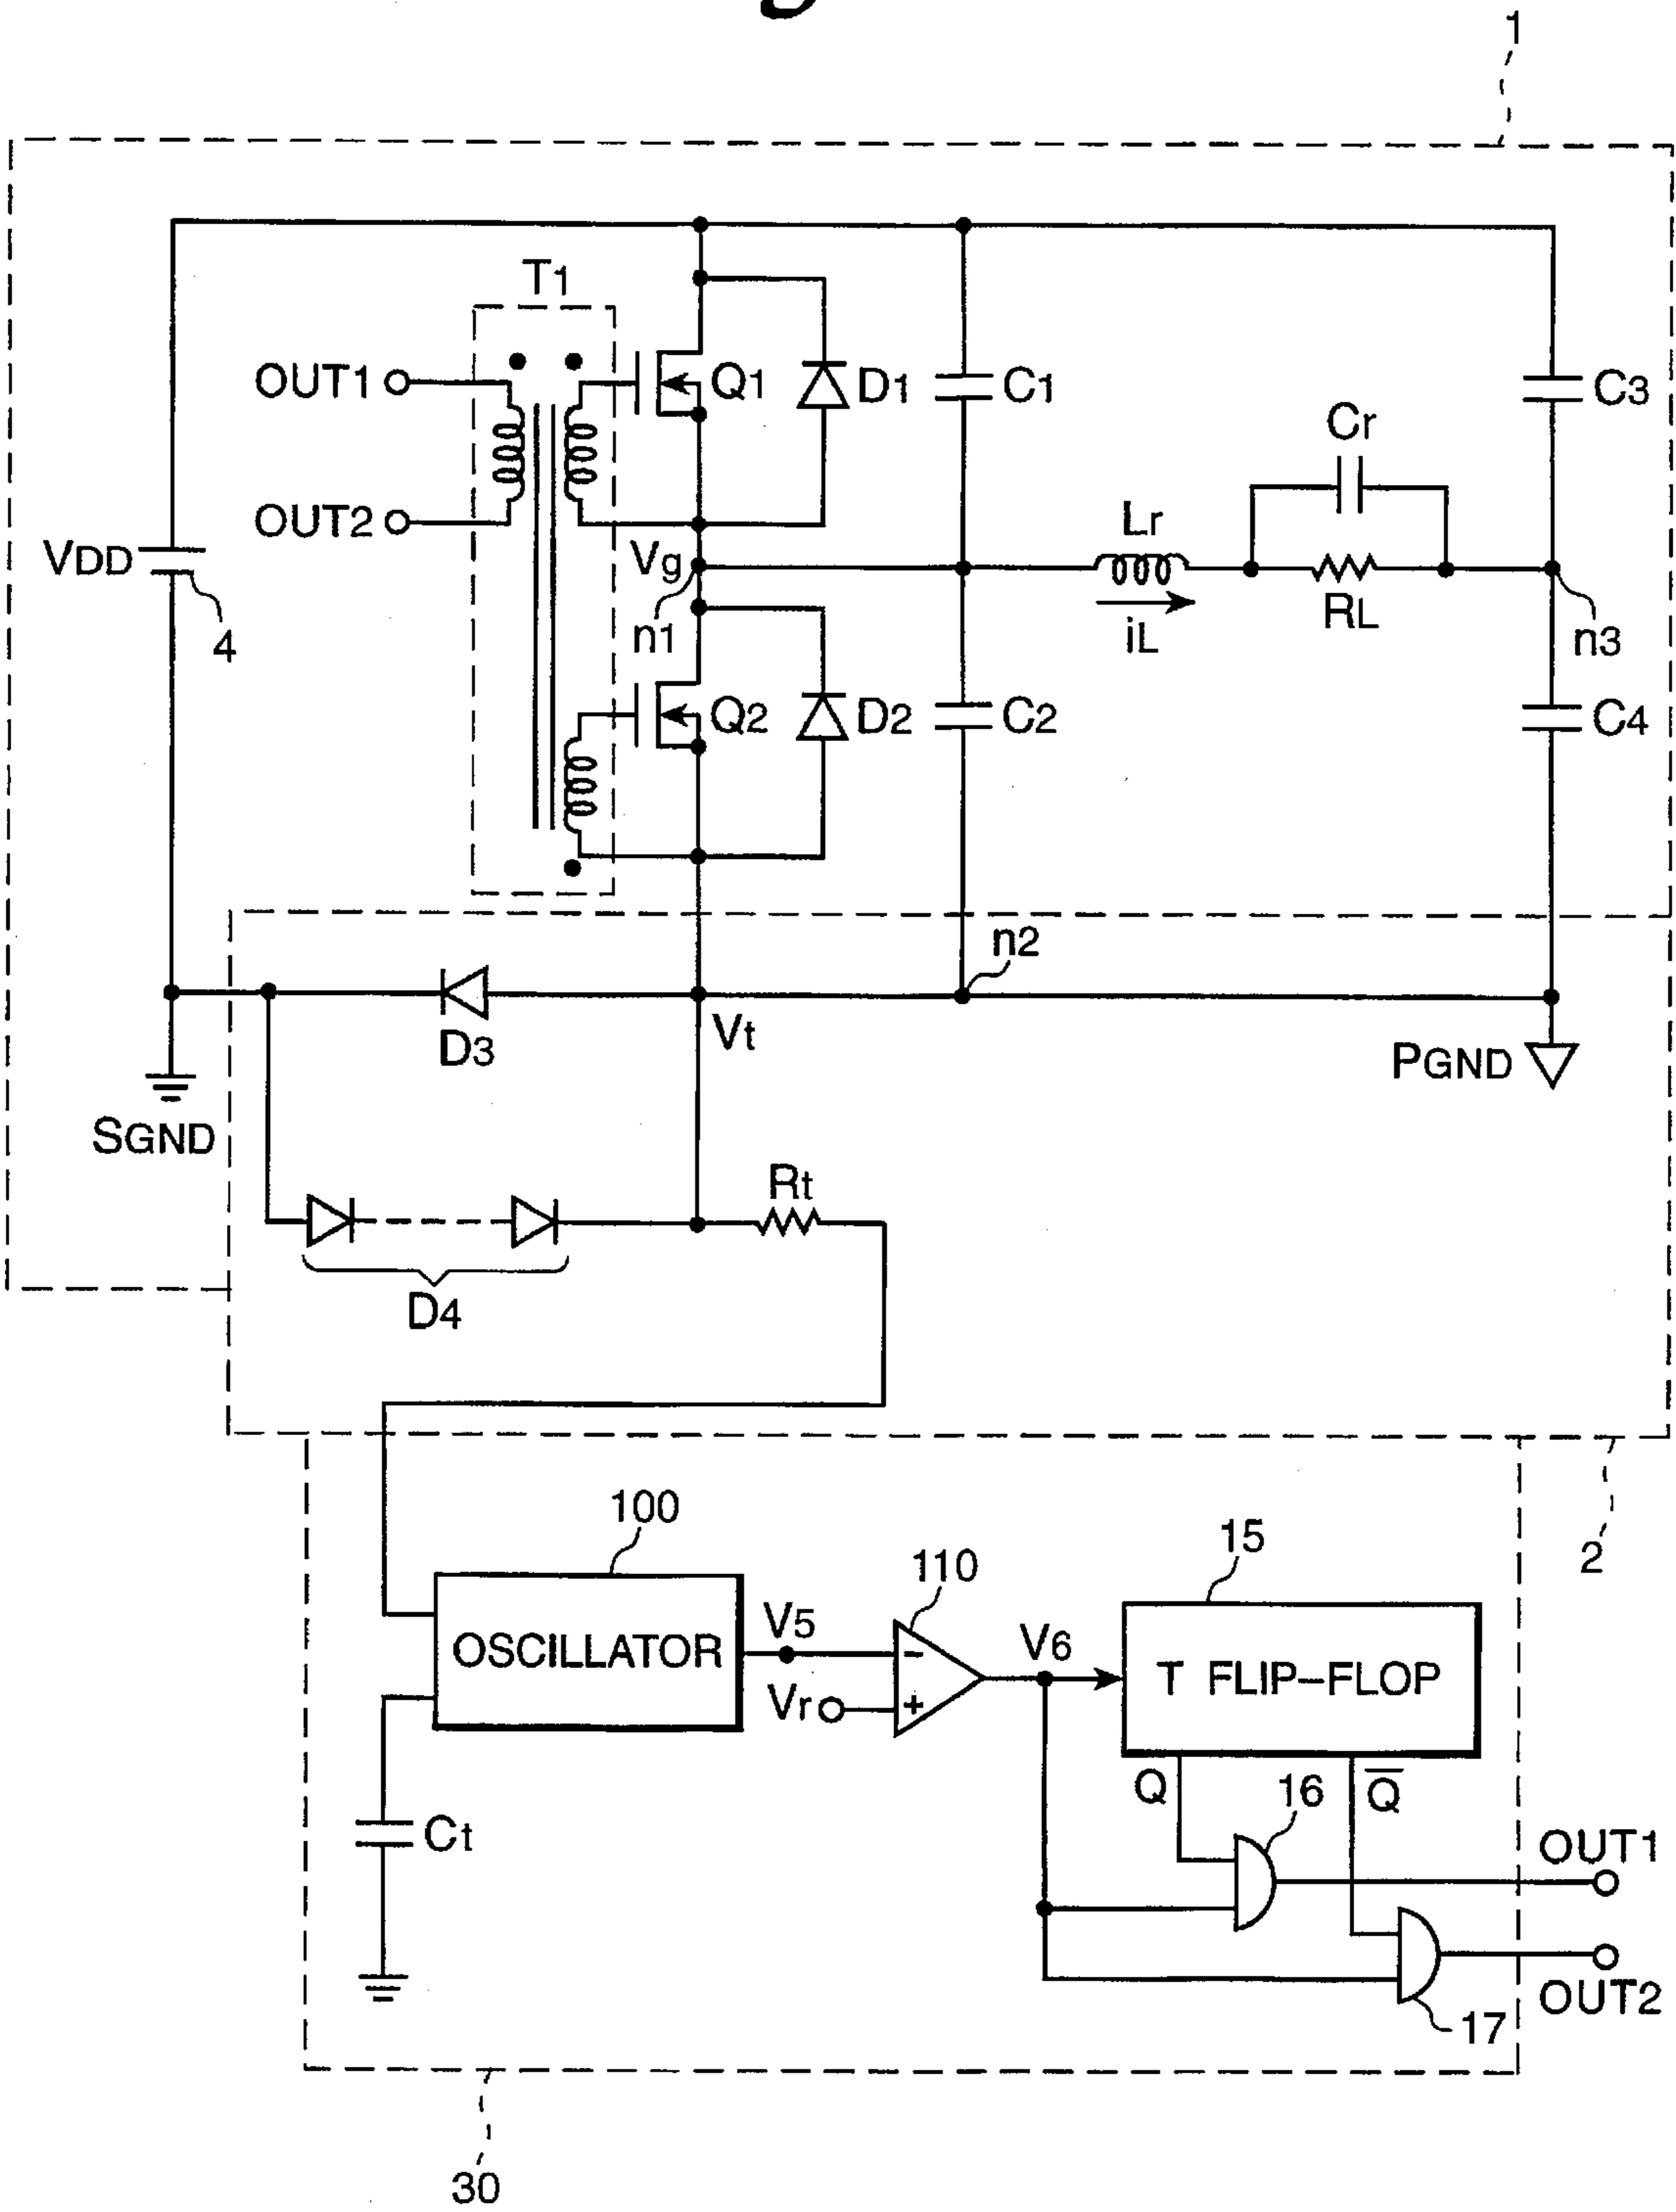 1
T1
OUT1
Q1
D1
C1
C3
Cr
OUT2
Lr
VDD
Vg
4
n1
iL
RL
n3
Q2
D2
C2
C4
n2
Vt
D3
PGND
SGND
Rt
D4
100
15
2
110
V5
V6
OSCILLATOR
-
T FLIP-FLOP
Vr
+
Q
Q̅
16
Ct
OUT1
OUT2
17
30